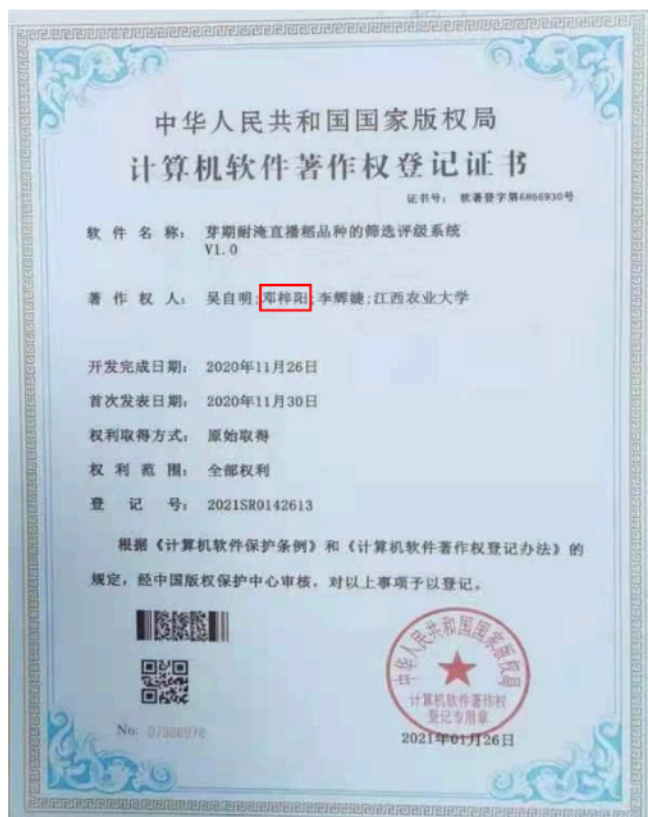 中华人民共和国国家版权局
计算机软件著作权登记证书
证书号： 软著登字第6866930号
软 件 名 称： 芽期耐淹直播稻品种的筛选评级系统
V1.0
著 作 权 人： 吴自明;邓梓阳;李辉婕;江西农业大学
开发完成日期： 2020年11月26日
首次发表日期： 2020年11月30日
权利取得方式： 原始取得
权 利 范 围： 全部权利
登 记 号： 2021SR0142613
根据《计算机软件保护条例》和《计算机软件著作权登记办法》的
规定，经中国版权保护中心审核，对以上事项予以登记。
中华人民共和国国家版权局
计算机软件著作权
登记专用章
No. 07306978
2021年01月26日